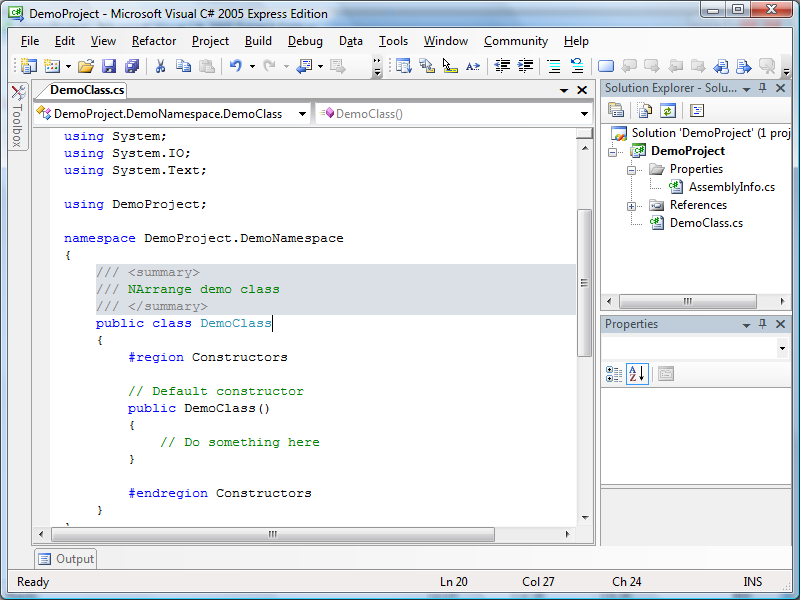 DemoProject - Microsoft Visual C# 2005 Express Edition
File Edit View Refactor Project Build Debug Data Tools Window Community Help
Toolbox
DemoClass.cs
DemoProject.DemoNamespace.DemoClass
DemoClass()
using System;
using System.IO;
using System.Text;
using DemoProject;
namespace DemoProject.DemoNamespace
{
/// <summary>
/// NArrange demo class
/// </summary>
public class DemoClass
{
#region Constructors
// Default constructor
public DemoClass()
{
// Do something here
}
#endregion Constructors
}
Solution Explorer - Solu...
Solution 'DemoProject' (1 proj
DemoProject
Properties
AssemblyInfo.cs
References
DemoClass.cs
Properties
Output
Ready Ln 20 Col 27 Ch 24 INS